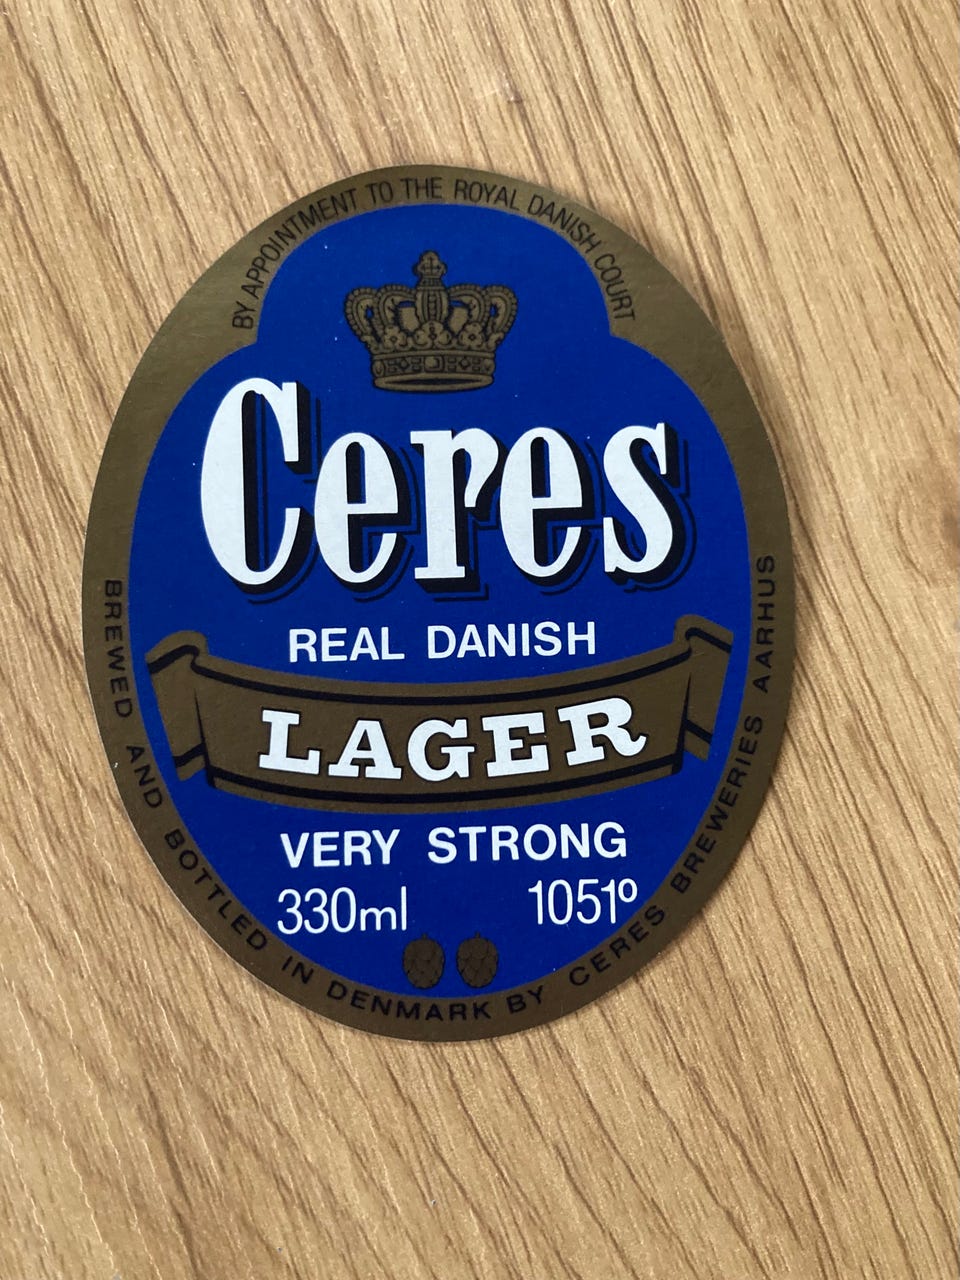 BY APPOINTMENT TO THE ROYAL DANISH COURT
Ceres
REAL DANISH
LAGER
VERY STRONG
330ml 1051º
BREWED AND BOTTLED IN DENMARK BY CERES BREWERIES AARHUS